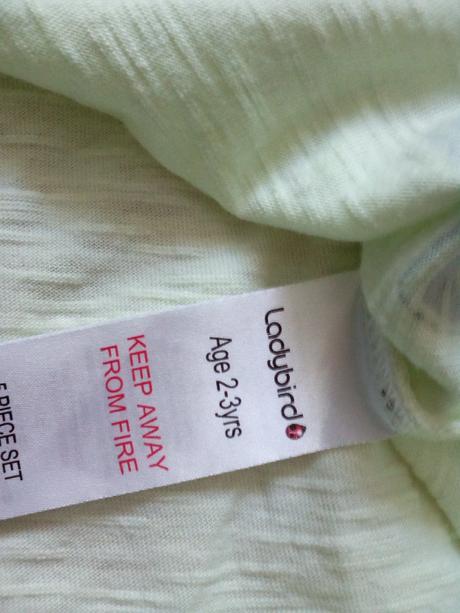 Ladybird
Age 2-3yrs
KEEP AWAY
FROM FIRE
PIECE SET